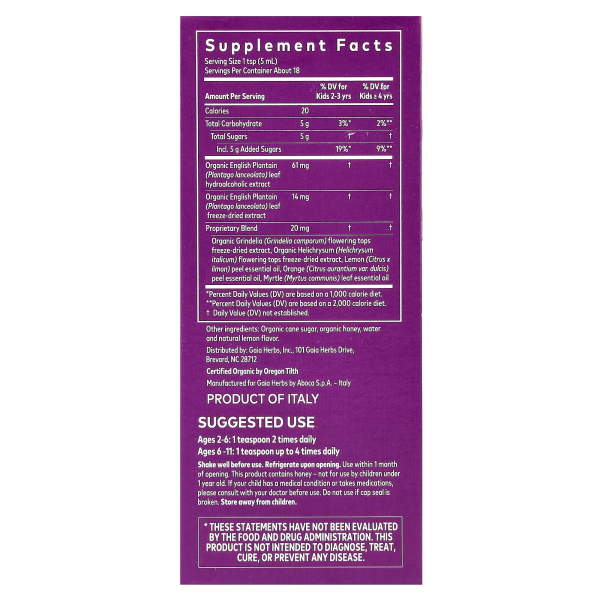 Supplement Facts
Serving Size 1 tsp (5 mL)
Servings Per Container About 18
Amount Per Serving % DV for Kids 2-3 yrs % DV for Kids ≥ 4 yrs
Calories 20
Total Carbohydrate 5 g 3%* 2%**
Total Sugars 5 g † †
Incl. 5 g Added Sugars 19%* 9%**
Organic English Plantain 61 mg † †
(Plantago lanceolata) leaf
hydroalcoholic extract
Organic English Plantain 14 mg † †
(Plantago lanceolata) leaf
freeze-dried extract
Proprietary Blend 20 mg † †
Organic Grindelia (Grindelia camporum) flowering tops
freeze-dried extract, Organic Helichrysum (Helichrysum
italicum) flowering tops freeze-dried extract, Lemon (Citrus x
limon) peel essential oil, Orange (Citrus aurantium var. dulcis)
peel essential oil, Myrtle (Myrtus communis) leaf essential oil
*Percent Daily Values (DV) are based on a 1,000 calorie diet.
**Percent Daily Values (DV) are based on a 2,000 calorie diet.
† Daily Value (DV) not established.
Other ingredients: Organic cane sugar, organic honey, water
and natural lemon flavor.
Distributed by: Gaia Herbs, Inc., 101 Gaia Herbs Drive,
Brevard, NC 28712
Certified Organic by Oregon Tilth
Manufactured for Gaia Herbs by Aboca S.p.A. – Italy
PRODUCT OF ITALY
SUGGESTED USE
Ages 2-6: 1 teaspoon 2 times daily
Ages 6 -11: 1 teaspoon up to 4 times daily
Shake well before use. Refrigerate upon opening. Use within 1 month
of opening. This product contains honey – not for use by children under
1 year old. If your child has a medical condition or takes medications,
please consult with your doctor before use. Do not use if cap seal is
broken. Store away from children.
* THESE STATEMENTS HAVE NOT BEEN EVALUATED
BY THE FOOD AND DRUG ADMINISTRATION. THIS
PRODUCT IS NOT INTENDED TO DIAGNOSE, TREAT,
CURE, OR PREVENT ANY DISEASE.